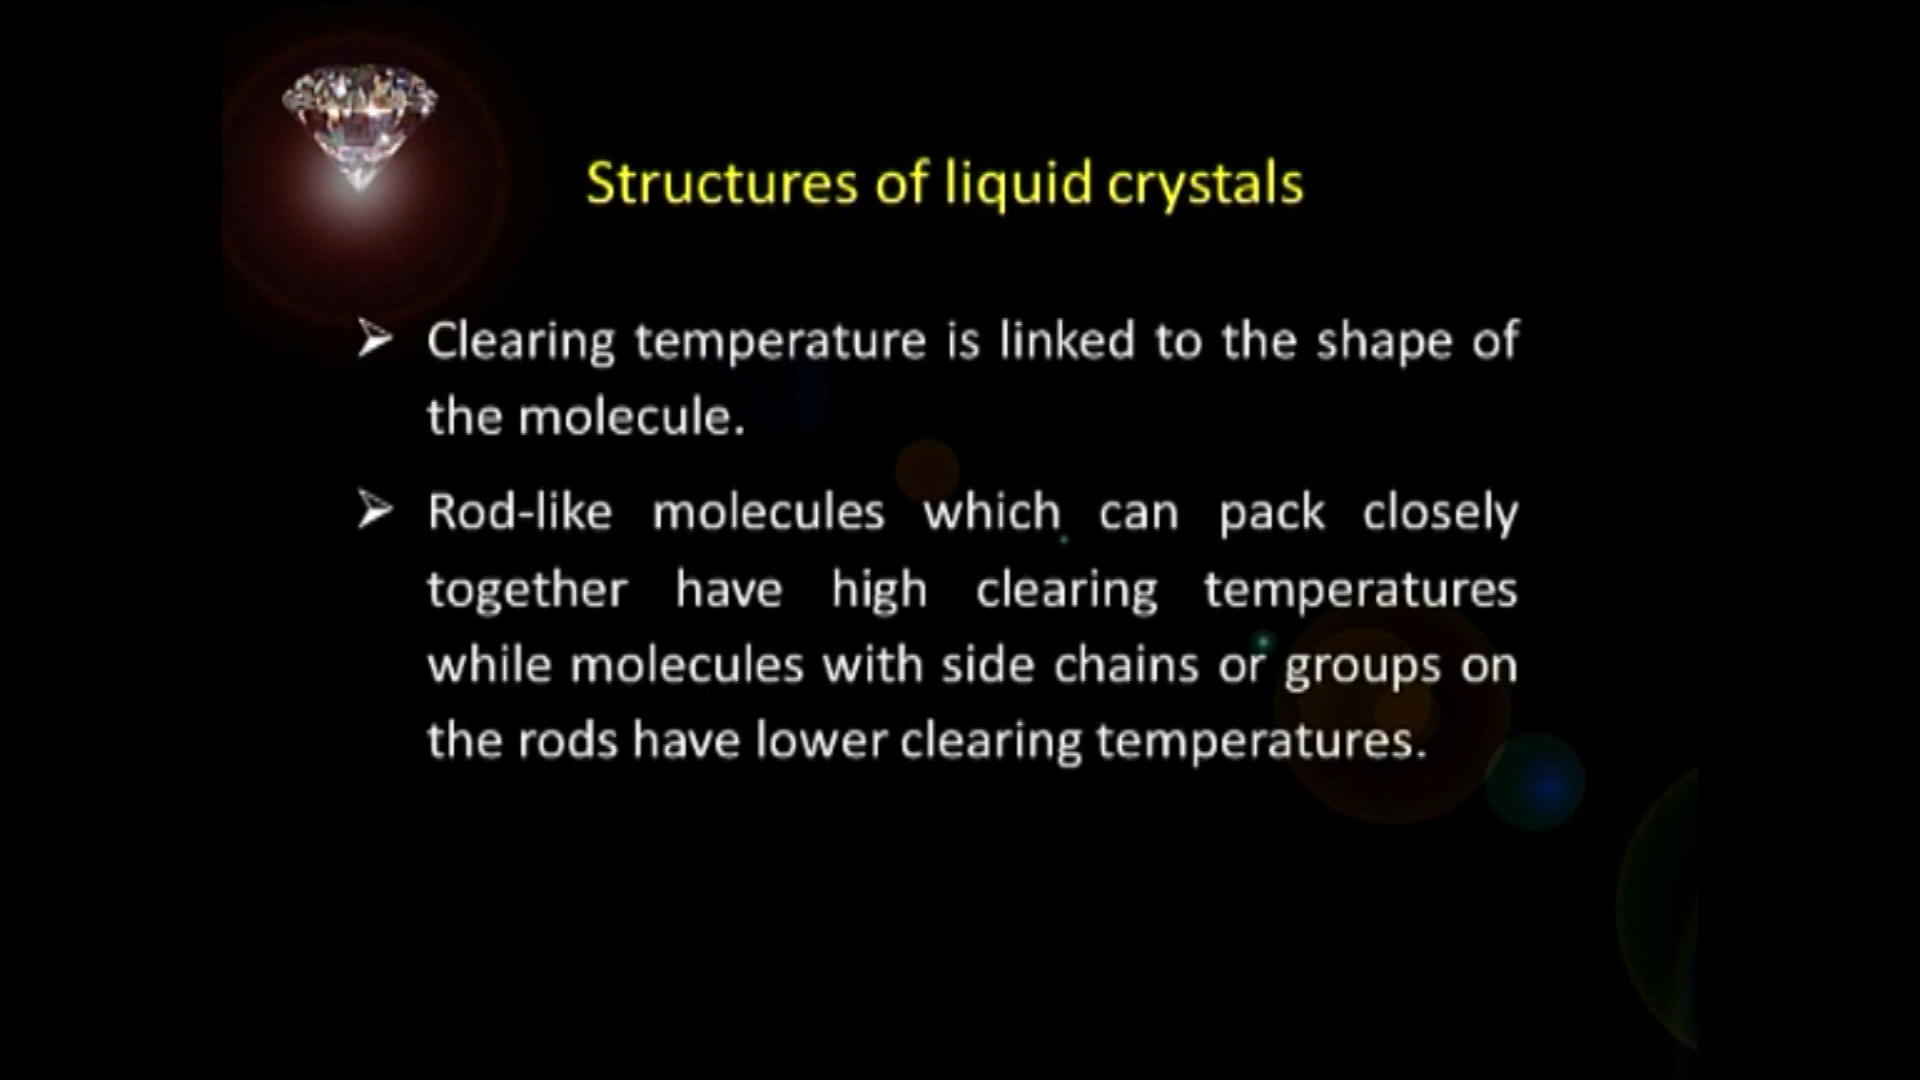 Structures of liquid crystals
Clearing temperature is linked to the shape of
the molecule.
Rod-like molecules which can pack closely
together have high clearing temperatures
while molecules with side chains or groups on
the rods have lower clearing temperatures.